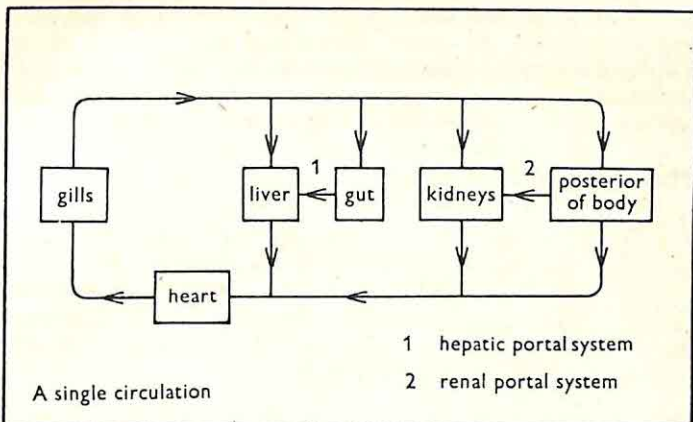 1
2
gills
liver
gut
kidneys
posterior
of body
heart
1 hepatic portal system
2 renal portal system
A single circulation